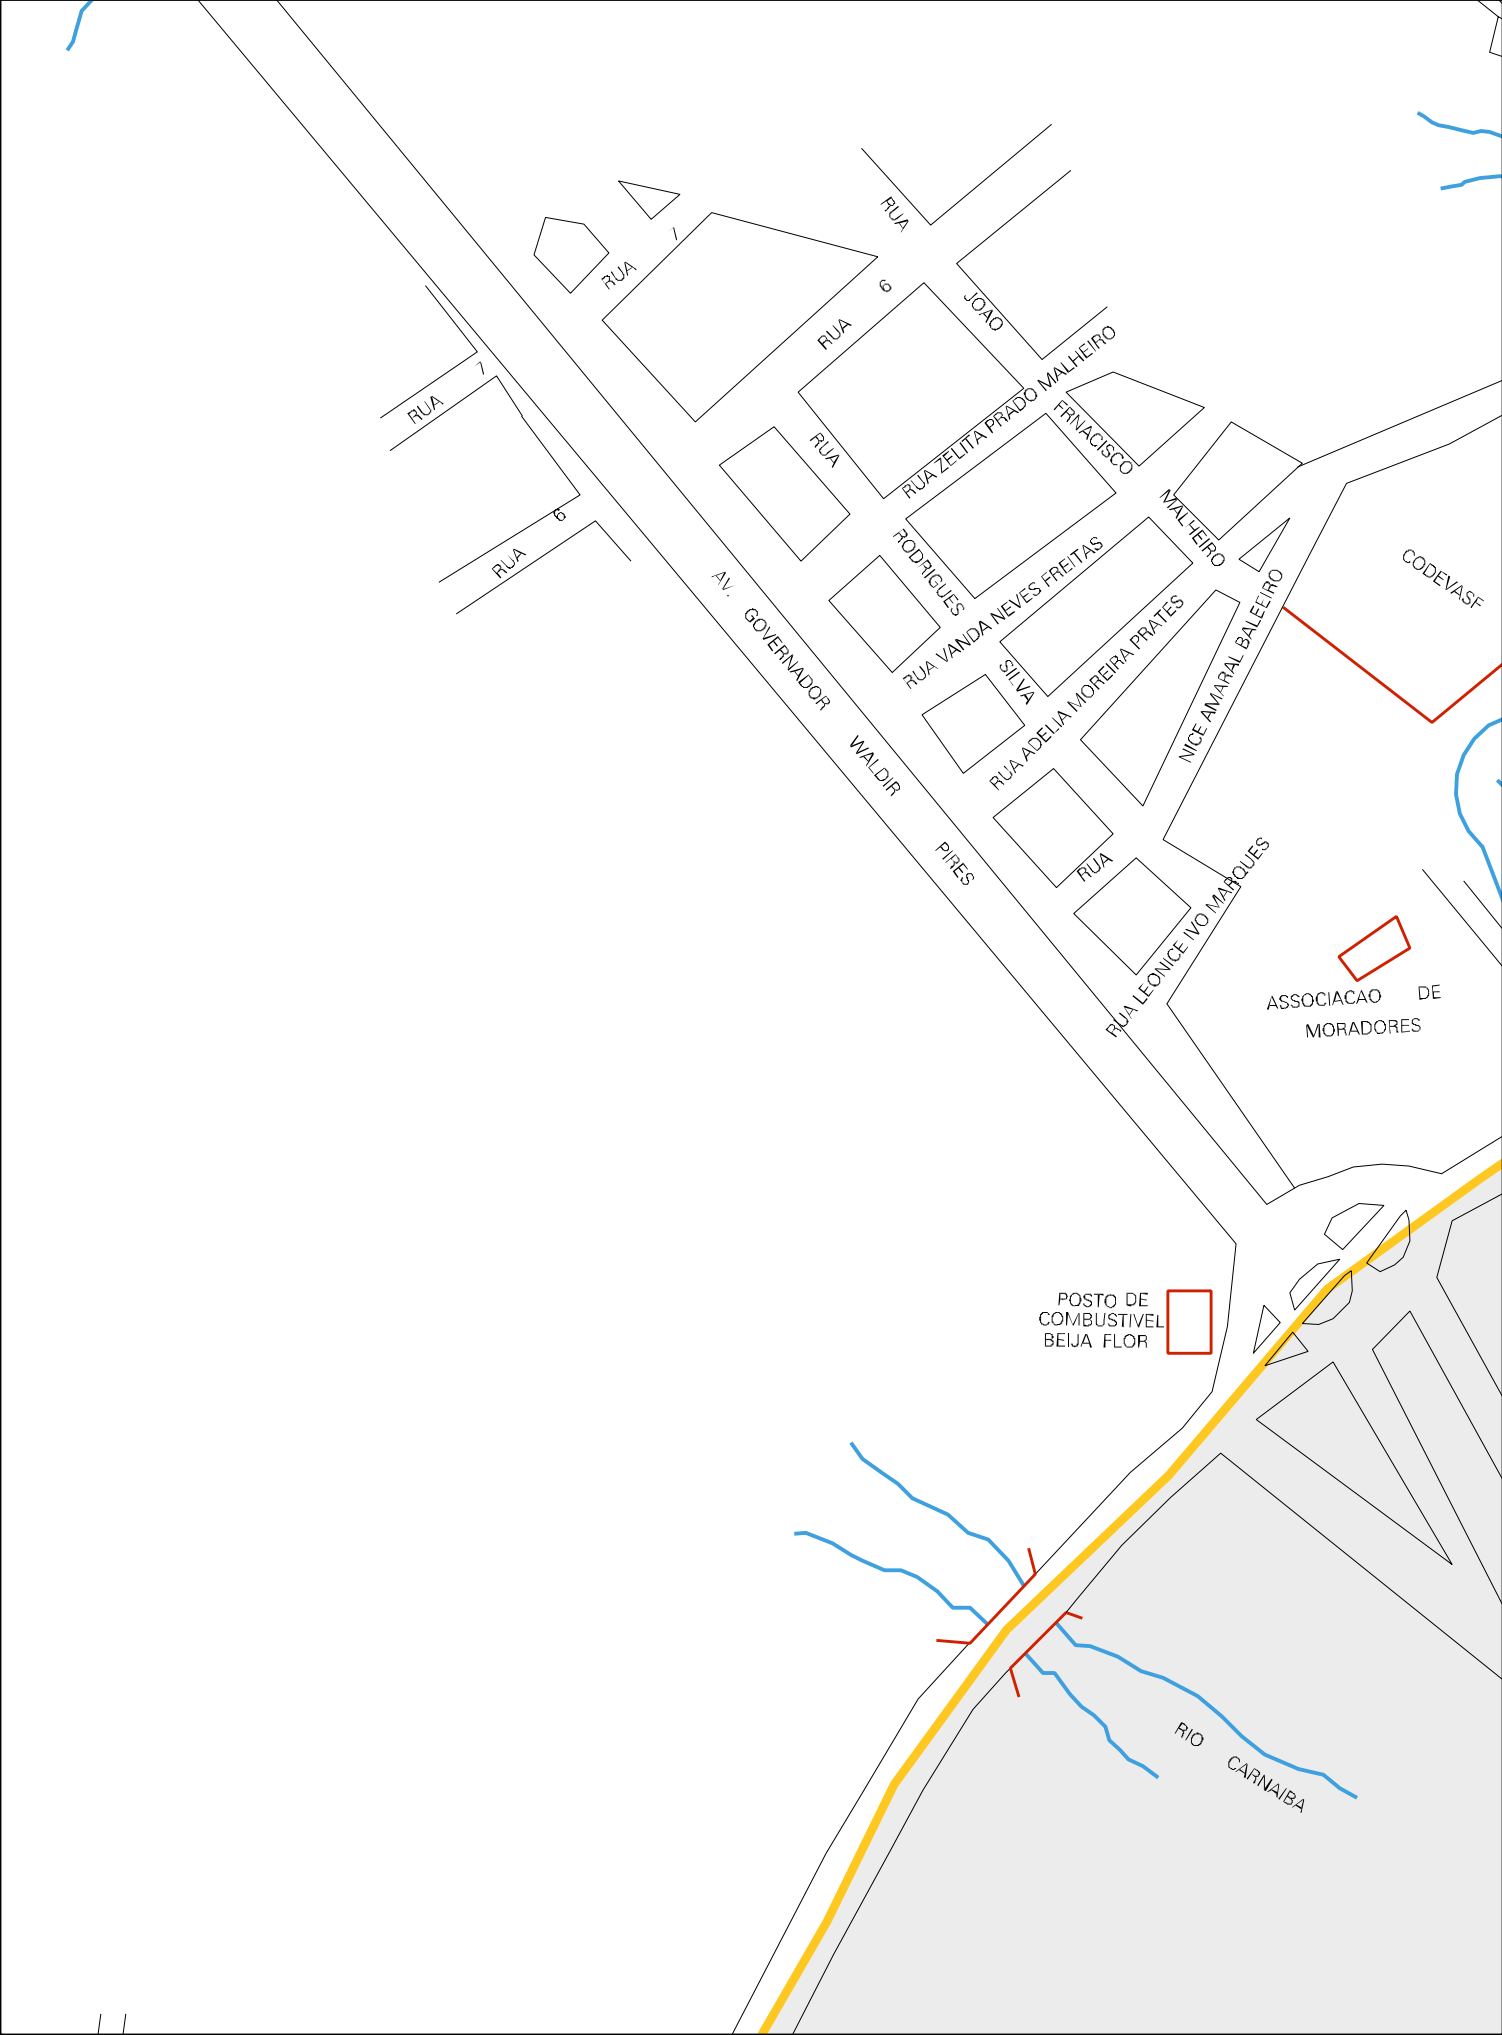 RUA 7
RUA JOAO FRNACISCO MALHEIRO
RUA 6
RUA 7
RUA ZELITA PRADO MALHEIRO
RUA RODRIGUES SILVA
RUA 6
RUA VANDA NEVES FREITAS
CODEVASF
AV. GOVERNADOR WALDIR PIRES
RUA ADELIA MOREIRA PRATES
RUA NICE AMARAL BALEEIRO
RUA LEONICE IVO MARQUES
ASSOCIACAO DE
MORADORES
POSTO DE
COMBUSTIVEL
BEIJA FLOR
RIO CARNAIBA